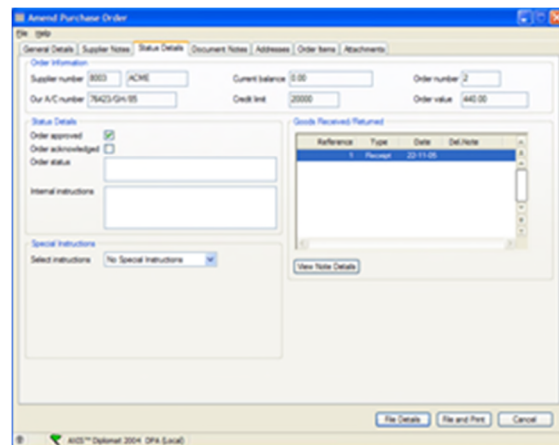 Amend Purchase Order
File Help
General Details Supplier Notes Status Details Document Notes Addresses Order Items Attachments
Order Information
Supplier number 8003 ACME Current balance 0.00 Order number 2
Our A/C number 76423/GH/85 Credit limit 20000 Order value 440.00
Status Details Goods Received/Returned
Order approved
Order acknowledged
Order status
Internal instructions
Reference Type Date Del.Note
1 Receipt 22-11-05
Special Instructions
Select instructions No Special Instructions
View Note Details
File Details File and Print Cancel
AXIS™ Diplomat 2004 DPA (Local)